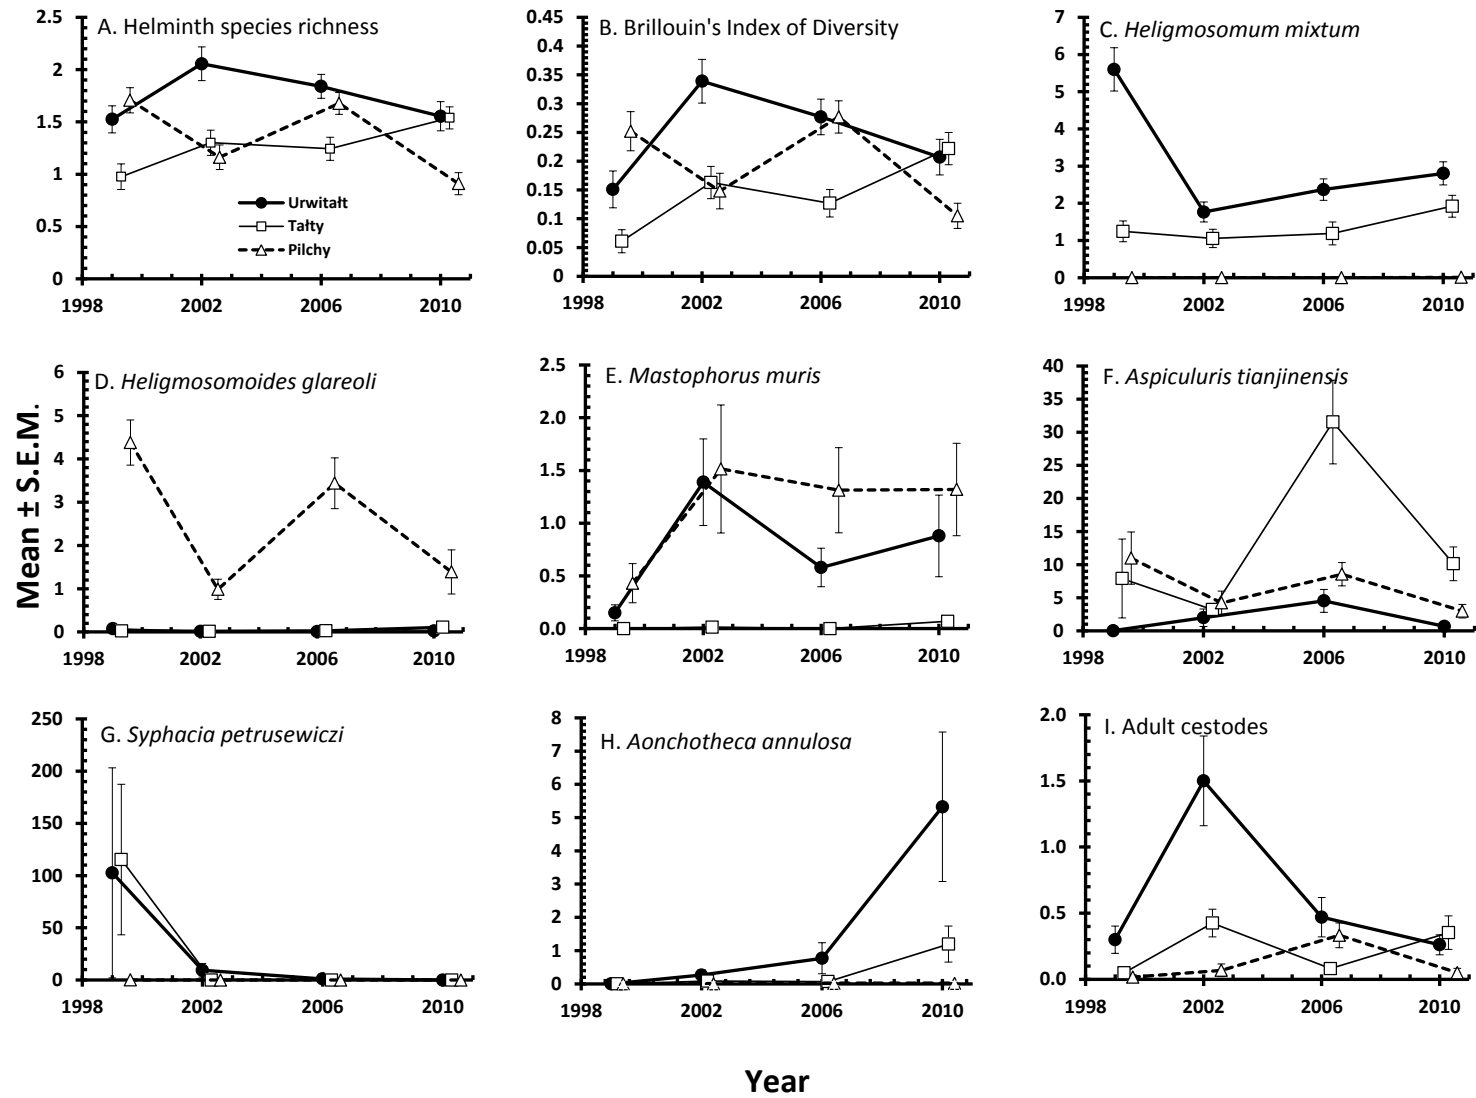 A. Helminth species richness
2.5
2
1.5
1
0.5
0
1998 2002 2006 2010
Urwitałt
Tałty
Pilchy
B. Brillouin's Index of Diversity
0.45
0.4
0.35
0.3
0.25
0.2
0.15
0.1
0.05
0
1998 2002 2006 2010
C. Heligmosomum mixtum
7
6
5
4
3
2
1
0
1998 2002 2006 2010
Mean ± S.E.M.
D. Heligmosomoides glareoli
6
5
4
3
2
1
0
1998 2002 2006 2010
E. Mastophorus muris
2.5
2.0
1.5
1.0
0.5
0.0
1998 2002 2006 2010
F. Aspiculuris tianjinensis
40
35
30
25
20
15
10
5
0
1998 2002 2006 2010
G. Syphacia petrusewiczi
250
200
150
100
50
0
1998 2002 2006 2010
H. Aonchotheca annulosa
8
7
6
5
4
3
2
1
0
1998 2002 2006 2010
I. Adult cestodes
2.0
1.5
1.0
0.5
0.0
1998 2002 2006 2010
Year